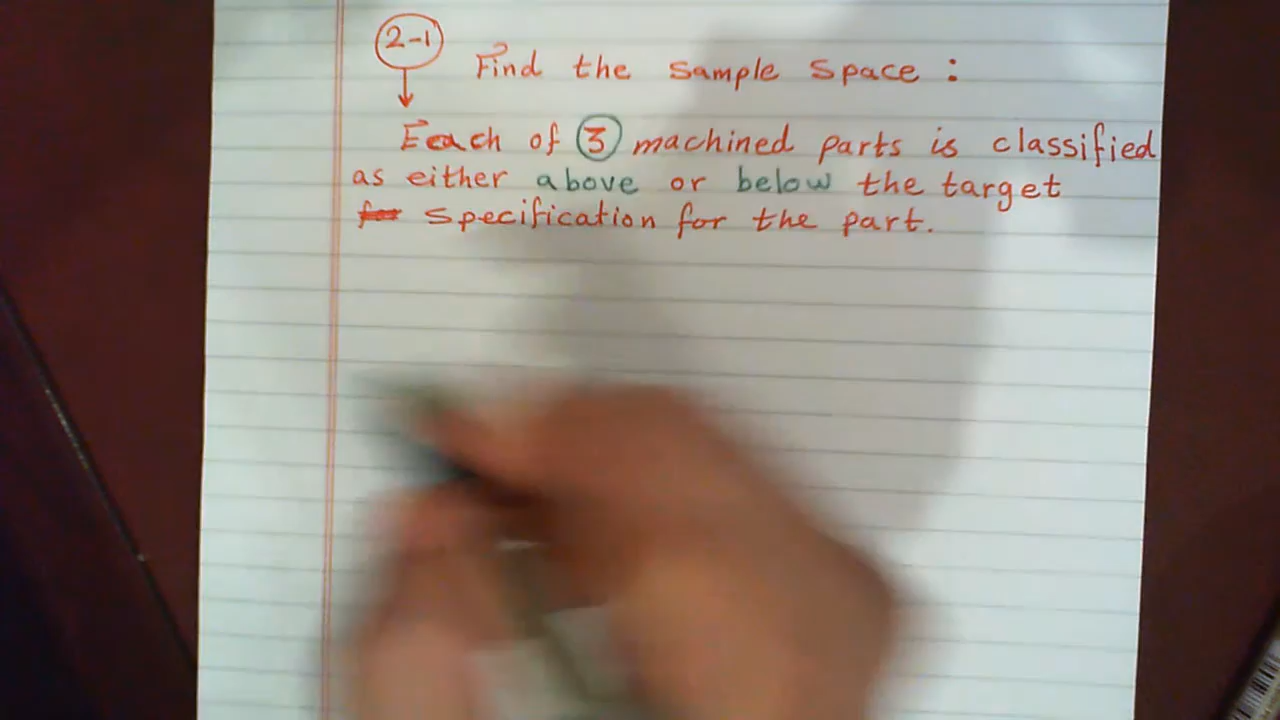 2-1
Find the sample space :
Each of 3 machined parts is classified
as either above or below the target
for specification for the part.